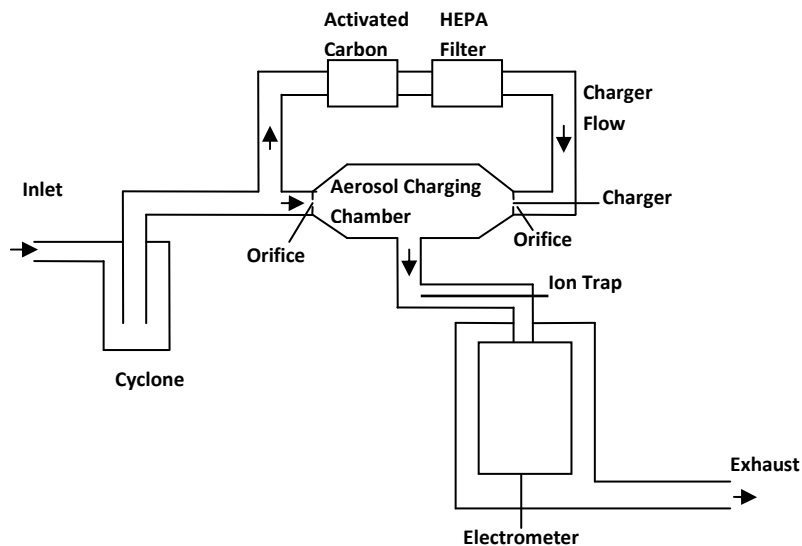 Activated
Carbon
HEPA
Filter
Charger
Flow
Inlet
Aerosol Charging
Chamber
Charger
Orifice
Orifice
Ion Trap
Cyclone
Exhaust
Electrometer